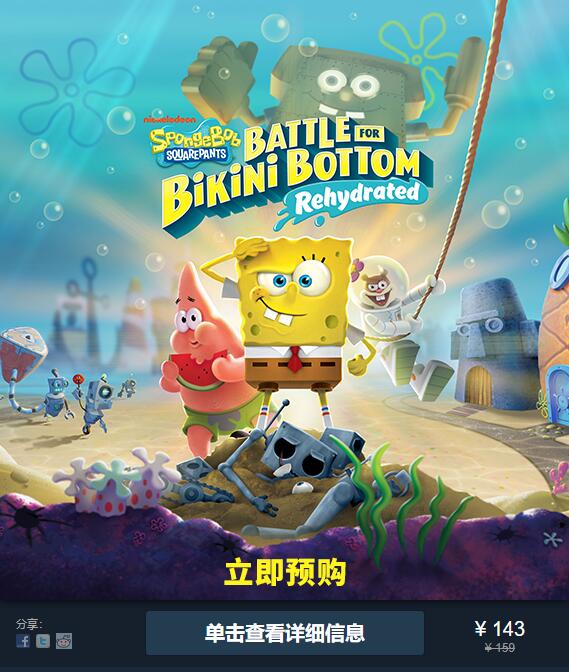 nickelodeon
SpongeBob
SQUAREPANTS
BATTLE FOR
BiKiNi BOTTOM
Rehydrated
立即预购
分享:
单击查看详细信息
¥ 143
¥ 159